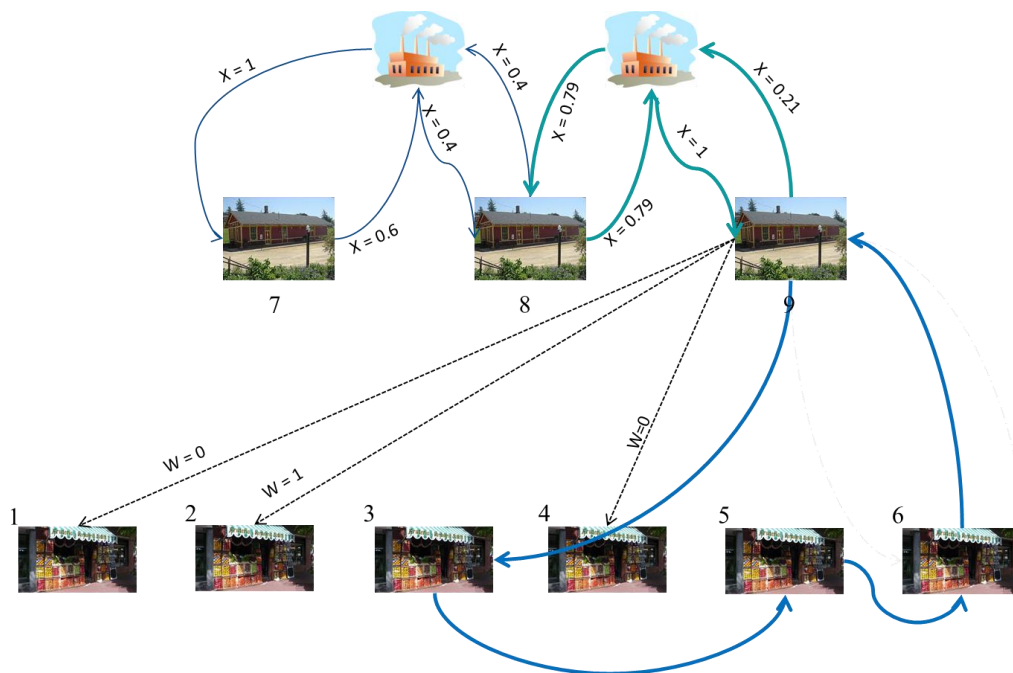 X = 1
X = 0.4
X = 0.79
X = 0.21
X = 0.4
X = 1
X = 0.6
X = 0.79
7
8
9
W = 0
W = 1
W=0
1
2
3
4
5
6